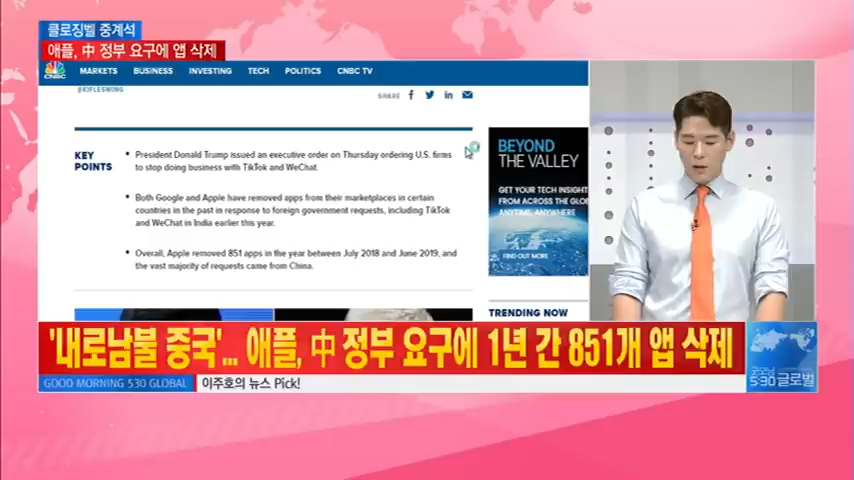 클로징벨 중계석
애플, 中 정부 요구에 앱 삭제
CNBC
MARKETS BUSINESS INVESTING TECH POLITICS CNBC TV
@KIFLESWING
SHARE
KEY
POINTS
• President Donald Trump issued an executive order on Thursday ordering U.S. firms
to stop doing business with TikTok and WeChat.
• Both Google and Apple have removed apps from their marketplaces in certain
countries in the past in response to foreign government requests, including TikTok
and WeChat in India earlier this year.
• Overall, Apple removed 851 apps in the year between July 2018 and June 2019, and
the vast majority of requests came from China.
BEYOND
THE VALLEY
GET YOUR TECH INSIGHT
FROM ACROSS THE GLOB
ANYTIME, ANYWHERE
FIND OUT MORE
TRENDING NOW
'내로남불 중국'... 애플, 中 정부 요구에 1년 간 851개 앱 삭제
GOOD MORNING 530 GLOBAL 이주호의 뉴스 Pick!
굿모닝
5:30 글로벌